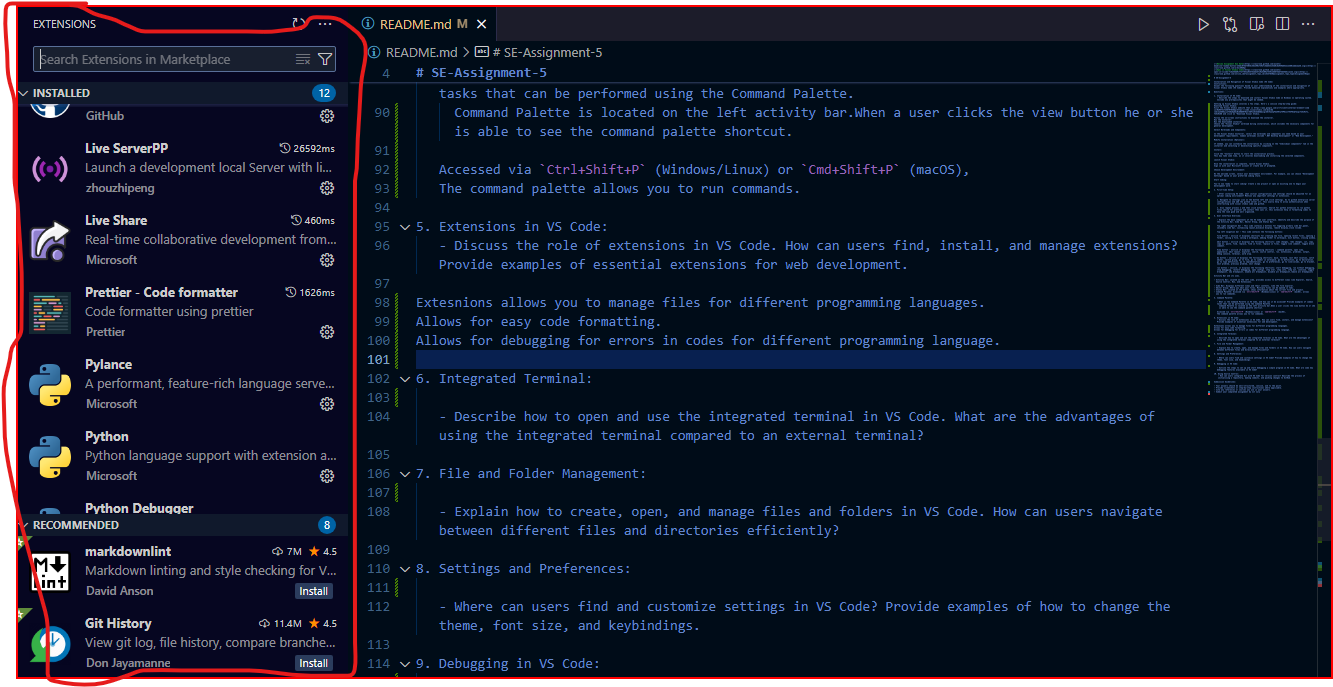 EXTENSIONS
Search Extensions in Marketplace
INSTALLED 12
GitHub
Live ServerPP 26592ms
Launch a development local Server with li...
zhouzhipeng
Live Share 460ms
Real-time collaborative development from...
Microsoft
Prettier - Code formatter 1626ms
Code formatter using prettier
Prettier
Pylance
A performant, feature-rich language serve...
Microsoft
Python
Python language support with extension a...
Microsoft
Python Debugger
RECOMMENDED 8
markdownlint 7M 4.5
Markdown linting and style checking for V...
David Anson Install
Git History 11.4M 4.5
View git log, file history, compare branche...
Don Jayamanne Install
README.md M
README.md > # SE-Assignment-5
4 # SE-Assignment-5
tasks that can be performed using the Command Palette.
90 Command Palette is located on the left activity bar.When a user clicks the view button he or she
is able to see the command palette shortcut.
91
92 Accessed via `Ctrl+Shift+P` (Windows/Linux) or `Cmd+Shift+P` (macOS),
93 The command palette allows you to run commands.
94
95 5. Extensions in VS Code:
96 - Discuss the role of extensions in VS Code. How can users find, install, and manage extensions?
Provide examples of essential extensions for web development.
97
98 Extesnions allows you to manage files for different programming languages.
99 Allows for easy code formatting.
100 Allows for debugging for errors in codes for different programming language.
101
102 6. Integrated Terminal:
103
104 - Describe how to open and use the integrated terminal in VS Code. What are the advantages of
using the integrated terminal compared to an external terminal?
105
106 7. File and Folder Management:
107
108 - Explain how to create, open, and manage files and folders in VS Code. How can users navigate
between different files and directories efficiently?
109
110 8. Settings and Preferences:
111
112 - Where can users find and customize settings in VS Code? Provide examples of how to change the
theme, font size, and keybindings.
113
114 9. Debugging in VS Code: